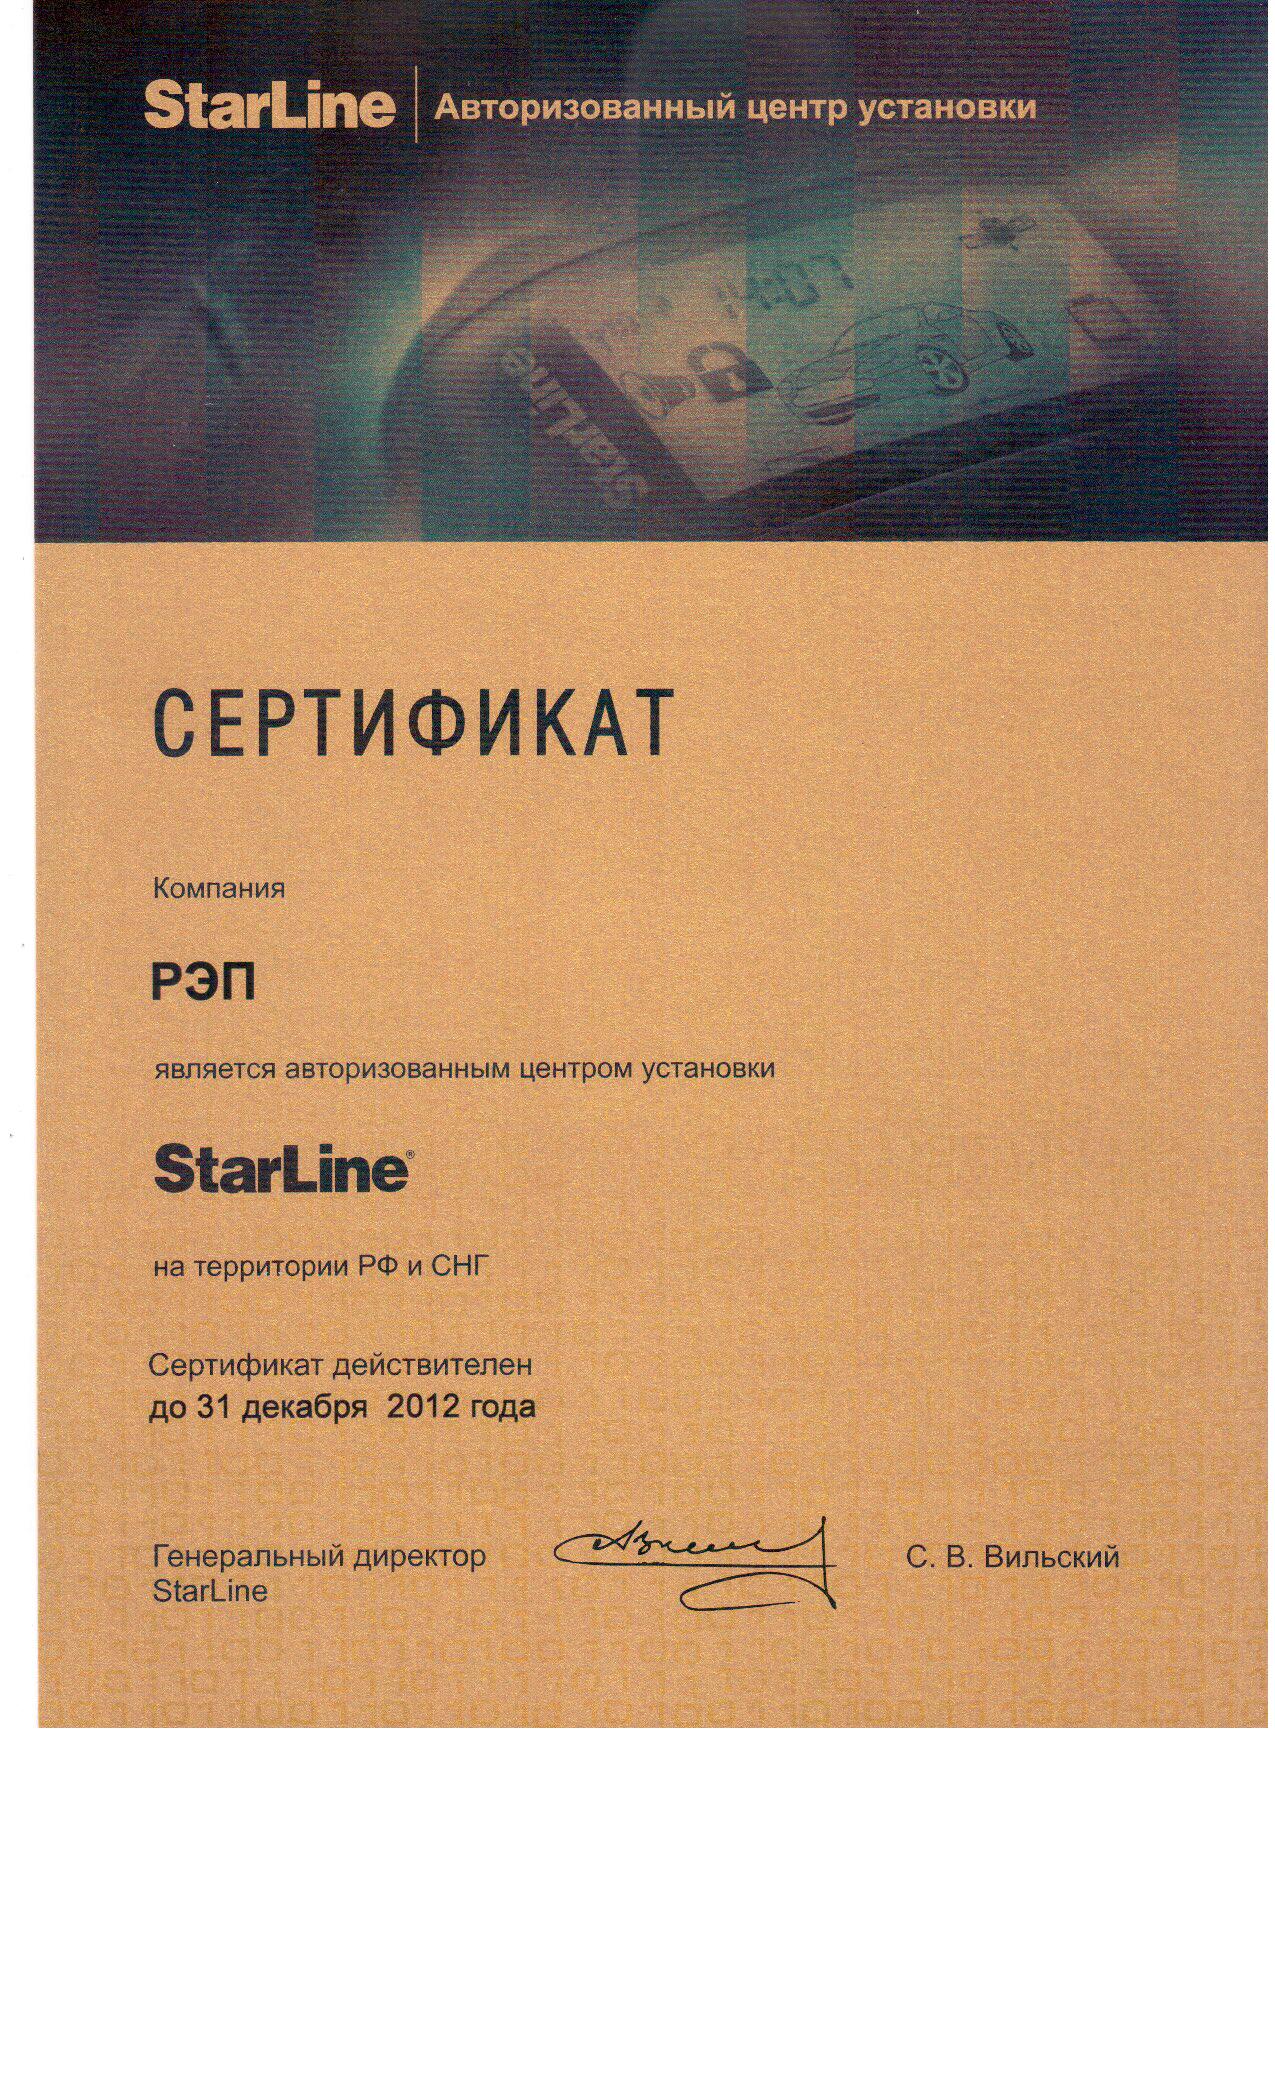 StarLine | Авторизованный центр установки
StarLine
СЕРТИФИКАТ
Компания
РЭП
является авторизованным центром установки
StarLine®
на территории РФ и СНГ
Сертификат действителен
до 31 декабря 2012 года
Генеральный директор
StarLine
С. В. Вильский